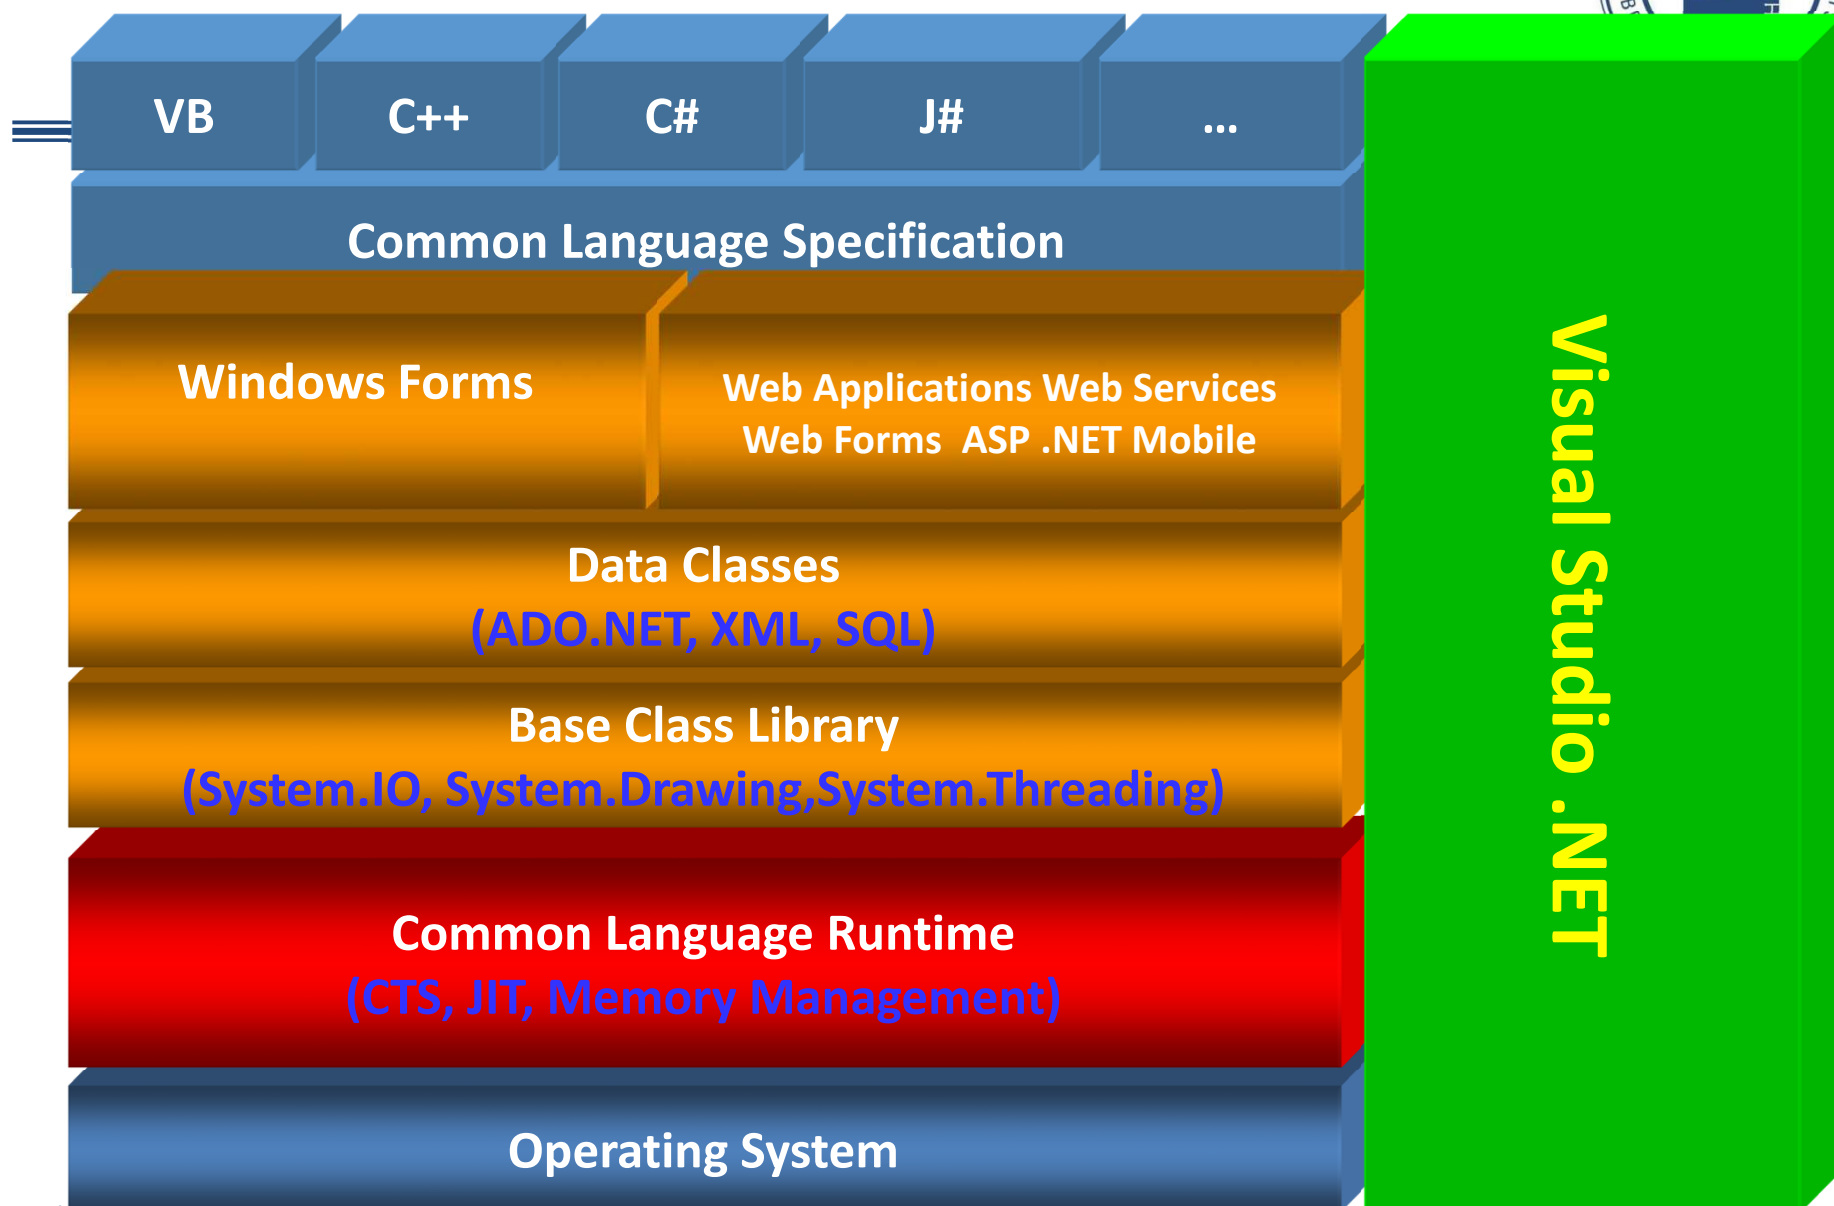 VB
C++
C#
J#
...
Common Language Specification
Windows Forms
Web Applications Web Services
Web Forms  ASP .NET Mobile
Data Classes
(ADO.NET, XML, SQL)
Base Class Library
(System.IO, System.Drawing,System.Threading)
Common Language Runtime
(CTS, JIT, Memory Management)
Operating System
Visual Studio .NET